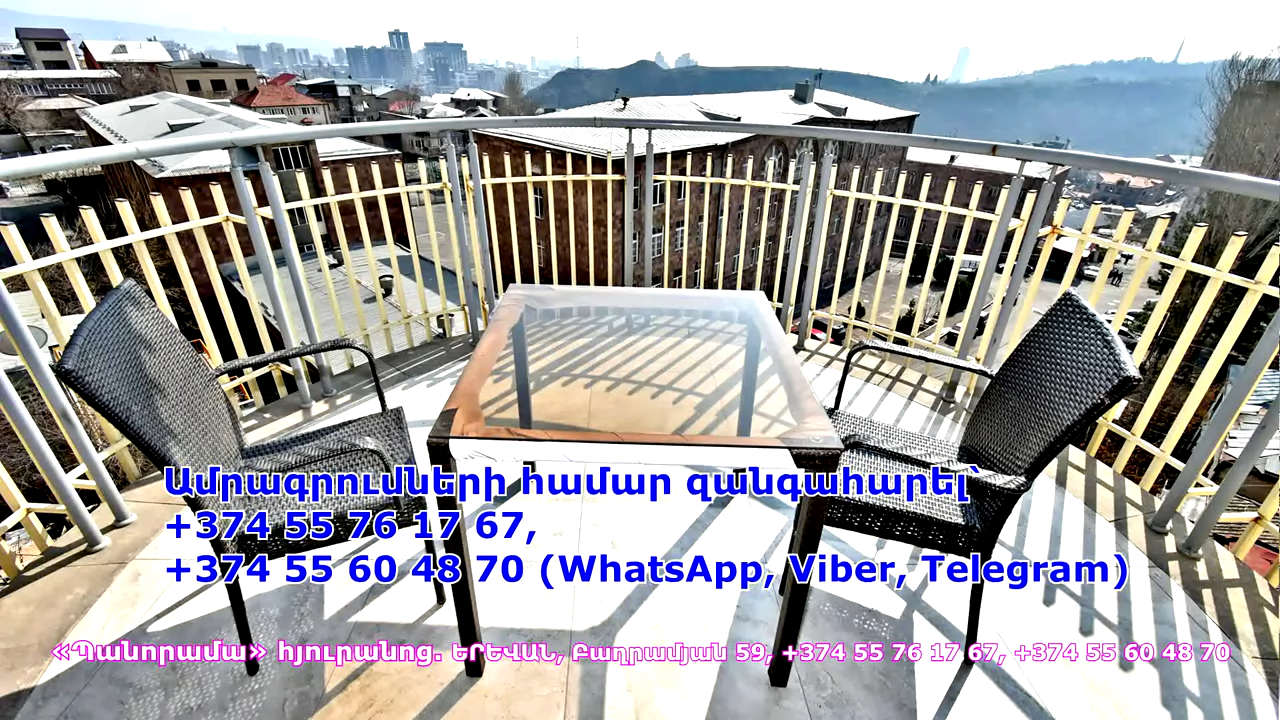 Ամրագրումների համար զանգահարել՝
+374 55 76 17 67,
+374 55 60 48 70 (WhatsApp, Viber, Telegram)
«Պանորամա» հյուրանոց. ԵՐԵՎԱՆ, Բաղրամյան 59, +374 55 76 17 67, +374 55 60 48 70